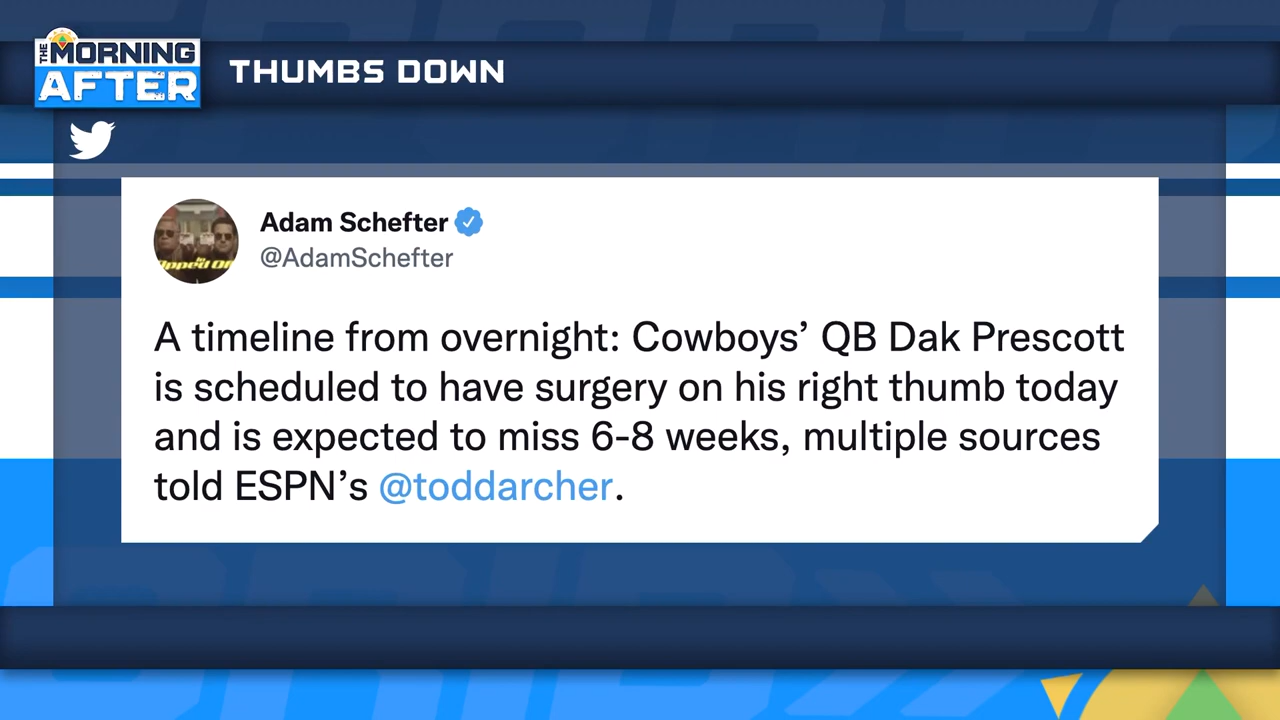 THE
MORNING
AFTER
THUMBS DOWN
Adam Schefter
@AdamSchefter
A timeline from overnight: Cowboys’ QB Dak Prescott
is scheduled to have surgery on his right thumb today
and is expected to miss 6-8 weeks, multiple sources
told ESPN’s @toddarcher.